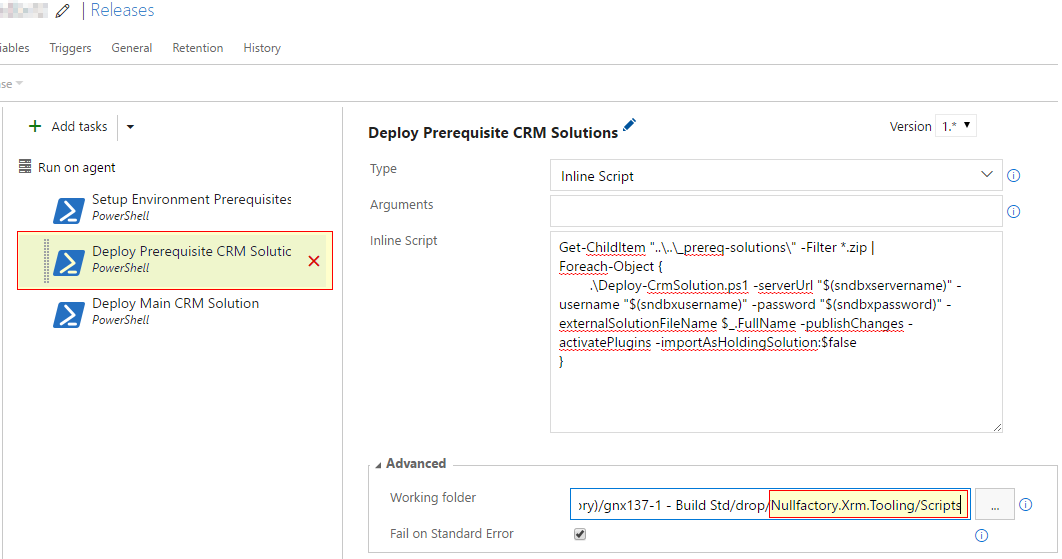 Releases
iables Triggers General Retention History
se
Add tasks
Run on agent
Setup Environment Prerequisites
PowerShell
Deploy Prerequisite CRM Solutic
PowerShell
Deploy Main CRM Solution
PowerShell
Deploy Prerequisite CRM Solutions
Version 1.*
Type
Inline Script
Arguments
Inline Script
Get-ChildItem "..\..\_prereq-solutions\" -Filter *.zip |
Foreach-Object {
.\Deploy-CrmSolution.ps1 -serverUrl "$(sndbxservername)" -
username "$(sndbxusername)" -password "$(sndbxpassword)" -
externalSolutionFileName $_.FullName -publishChanges -
activatePlugins -importAsHoldingSolution:$false
}
Advanced
Working folder
ory)/gnx137-1 - Build Std/drop/Nullfactory.Xrm.Tooling/Scripts
...
Fail on Standard Error